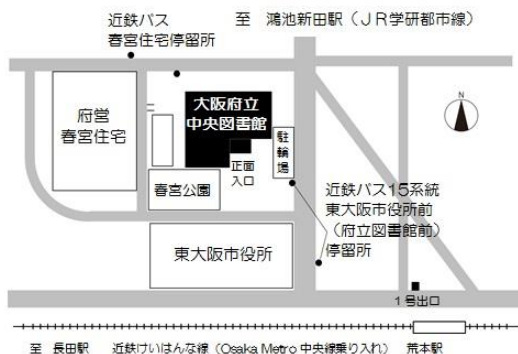 近鉄バス
春宮住宅停留所
至 鴻池新田駅(JR学研都市線)
府営
春宮住宅
大阪府立
中央図書館
駐
輪
場
正面
入口
N
春宮公園
近鉄バス15系統
東大阪市役所前
(府立図書館前)
停留所
東大阪市役所
1号出口
至 長田駅 近鉄けいはんな線(Osaka Metro 中央線乗り入れ) 荒本駅